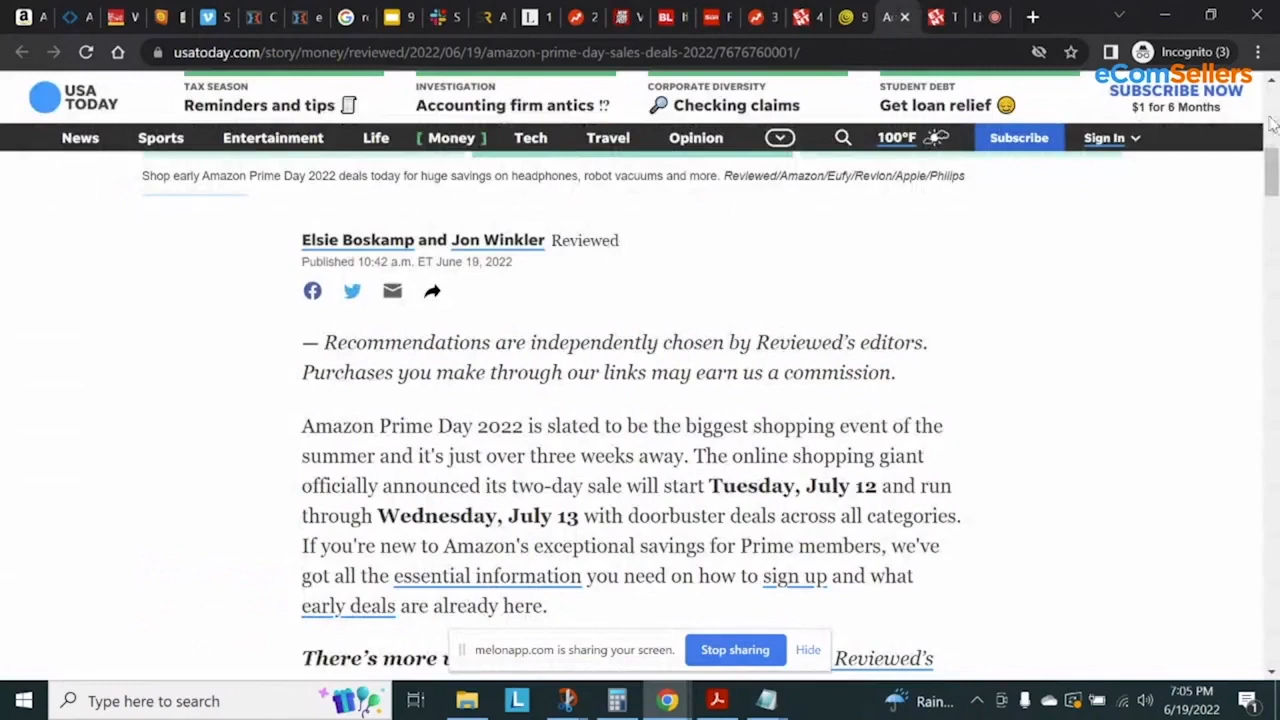 usatoday.com/story/money/reviewed/2022/06/19/amazon-prime-day-sales-deals-2022/7676760001/
Incognito (3)
eComSellers
USA
TODAY
TAX SEASON
Reminders and tips
INVESTIGATION
Accounting firm antics ⁉
CORPORATE DIVERSITY
Checking claims
STUDENT DEBT
Get loan relief
SUBSCRIBE NOW
$1 for 6 Months
News Sports Entertainment Life [ Money ] Tech Travel Opinion 100°F Subscribe Sign In
Shop early Amazon Prime Day 2022 deals today for huge savings on headphones, robot vacuums and more. Reviewed/Amazon/Eufy/Revlon/Apple/Philips
Elsie Boskamp and Jon Winkler Reviewed
Published 10:42 a.m. ET June 19, 2022
— Recommendations are independently chosen by Reviewed's editors.
Purchases you make through our links may earn us a commission.
Amazon Prime Day 2022 is slated to be the biggest shopping event of the
summer and it's just over three weeks away. The online shopping giant
officially announced its two-day sale will start Tuesday, July 12 and run
through Wednesday, July 13 with doorbuster deals across all categories.
If you're new to Amazon's exceptional savings for Prime members, we've
got all the essential information you need on how to sign up and what
early deals are already here.
There's more Reviewed's
melonapp.com is sharing your screen. Stop sharing Hide
Type here to search
Rain...
7:05 PM
6/19/2022